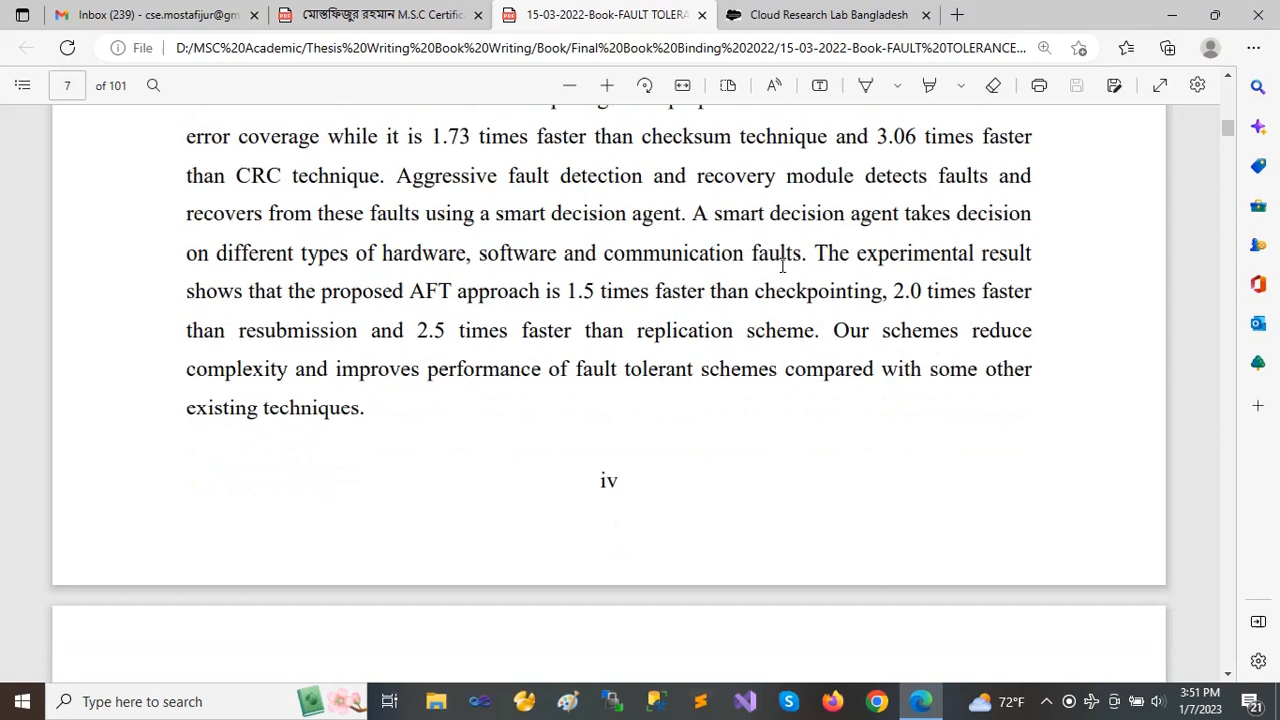 Inbox (239) - cse.mostafijur@gm
মোস্তফিজুর রহমান M.S.C Certific
15-03-2022-Book-FAULT TOLERA
Cloud Research Lab Bangladesh
File
D:/MSC%20Academic/Thesis%20Writing%20Book%20Writing/Book/Final%20Book%20Binding%202022/15-03-2022-Book-FAULT%20TOLERANCE...
7 of 101
error coverage while it is 1.73 times faster than checksum technique and 3.06 times faster
than CRC technique. Aggressive fault detection and recovery module detects faults and
recovers from these faults using a smart decision agent. A smart decision agent takes decision
on different types of hardware, software and communication faults. The experimental result
shows that the proposed AFT approach is 1.5 times faster than checkpointing, 2.0 times faster
than resubmission and 2.5 times faster than replication scheme. Our schemes reduce
complexity and improves performance of fault tolerant schemes compared with some other
existing techniques.
iv
Type here to search
72°F
3:51 PM
1/7/2023
21